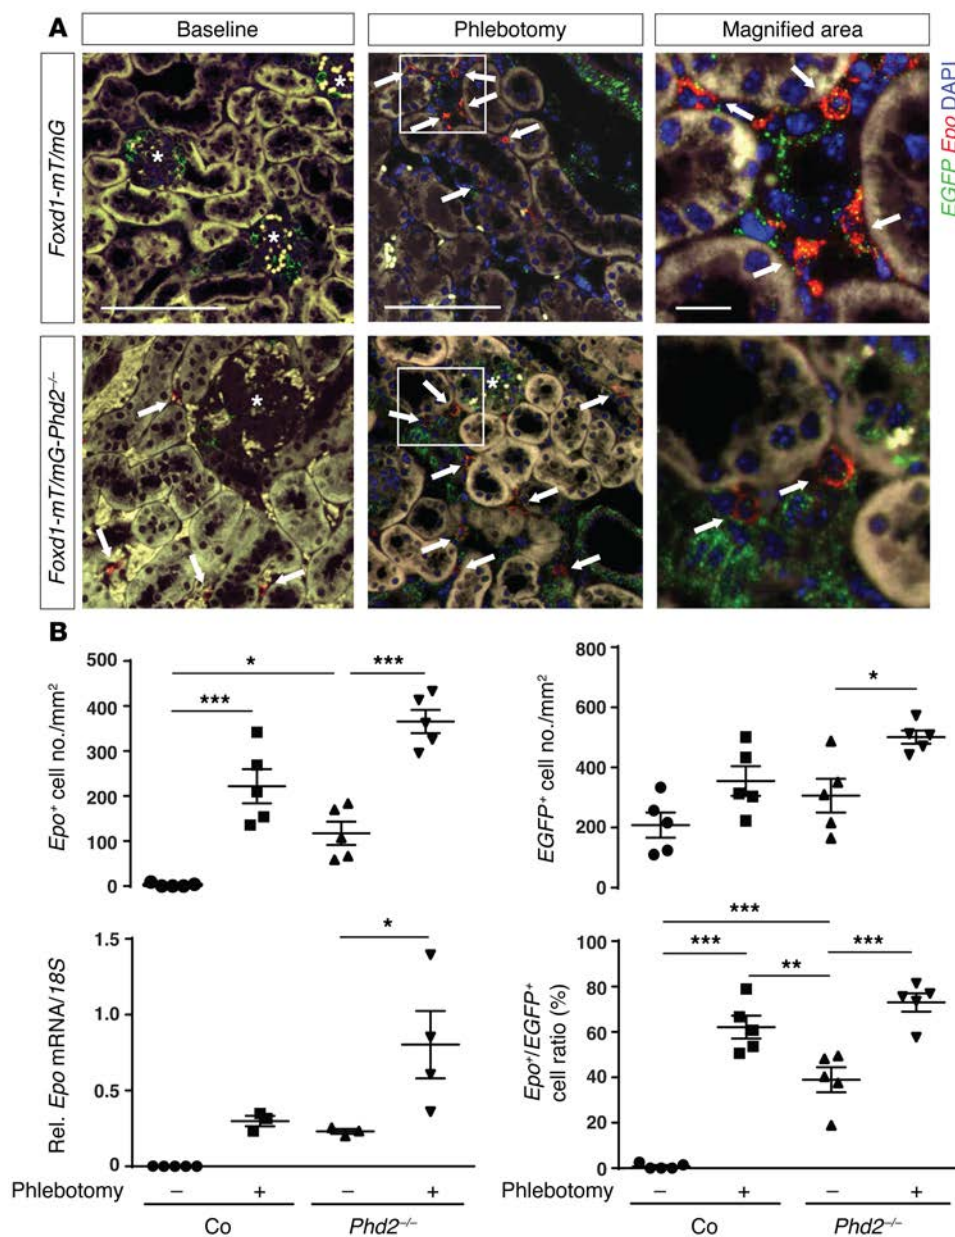 A
Baseline
Phlebotomy
Magnified area
Foxd1-mT/mG
EGFP Epo DAPI
*
*
*
Foxd1-mT/mG-Phd2⁻/⁻
*
*
B
Epo⁺ cell no./mm²
500
400
300
200
100
0
*
***
***
EGFP⁺ cell no./mm²
800
600
400
200
0
*
Rel. Epo mRNA/18S
1.5
1.0
0.5
0
*
Epo⁺/EGFP⁺
cell ratio (%)
100
80
60
40
20
0
***
***
***
**
Phlebotomy – + – + – + – +
Co Phd2⁻/⁻ Co Phd2⁻/⁻